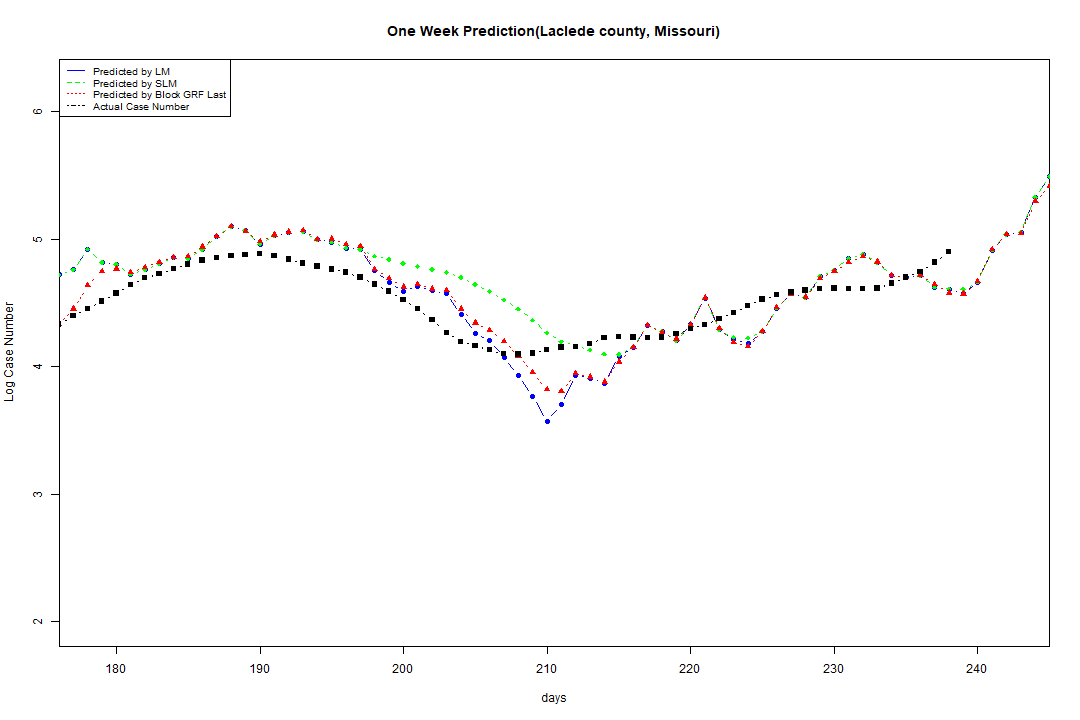 One Week Prediction(Laclede county, Missouri)
Predicted by LM
Predicted by SLM
Predicted by Block GRF Last
Actual Case Number
6
5
4
3
2
Log Case Number
180 190 200 210 220 230 240
days